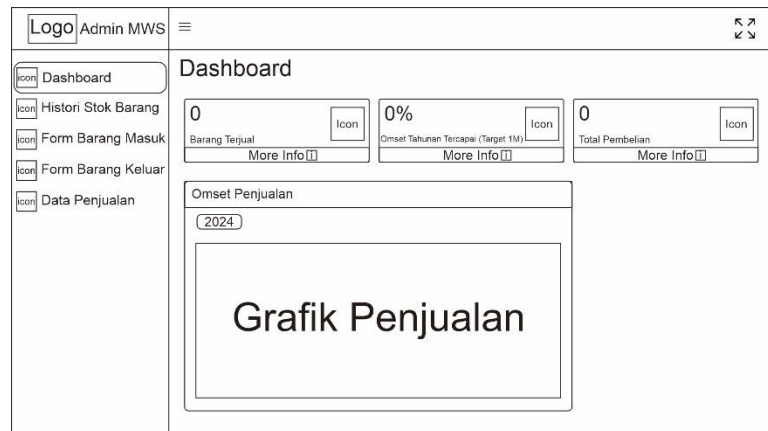 Logo Admin MWS
icon Dashboard
icon Histori Stok Barang
icon Form Barang Masuk
icon Form Barang Keluar
icon Data Penjualan
Dashboard
0
Barang Terjual
Icon
More Info i
0%
Omset Tahunan Tercapai (Target 1M)
Icon
More Info i
0
Total Pembelian
Icon
More Info i
Omset Penjualan
2024
Grafik Penjualan